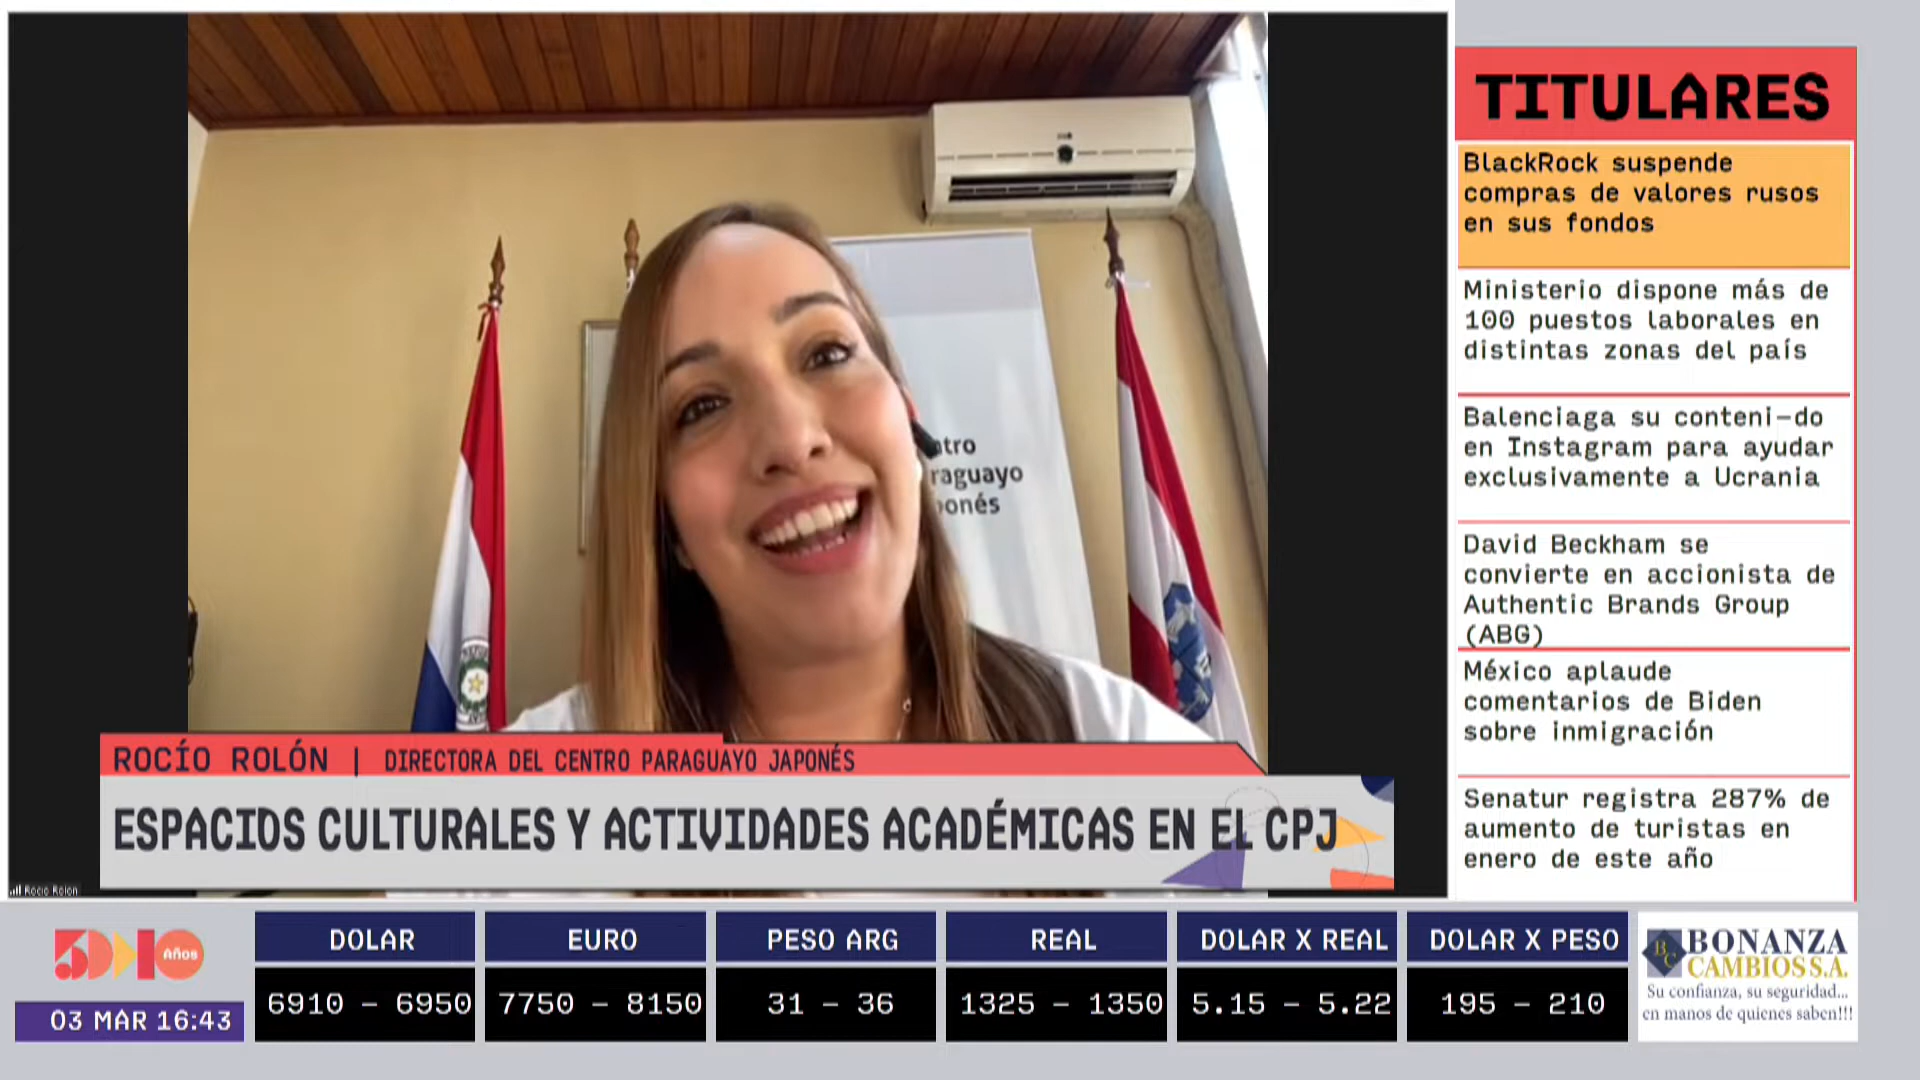 TITULARES
BlackRock suspende
compras de valores rusos
en sus fondos
Ministerio dispone más de
100 puestos laborales en
distintas zonas del país
Balenciaga su conteni-do
en Instagram para ayudar
exclusivamente a Ucrania
David Beckham se
convierte en accionista de
Authentic Brands Group
(ABG)
México aplaude
comentarios de Biden
sobre inmigración
Senatur registra 287% de
aumento de turistas en
enero de este año
tro
raguayo
onés
ROCÍO ROLÓN | DIRECTORA DEL CENTRO PARAGUAYO JAPONÉS
ESPACIOS CULTURALES Y ACTIVIDADES ACADÉMICAS EN EL CPJ
Rocío Rolón
5D10 Años
03 MAR 16:43
DOLAR
6910 - 6950
EURO
7750 - 8150
PESO ARG
31 - 36
REAL
1325 - 1350
DOLAR X REAL
5.15 - 5.22
DOLAR X PESO
195 - 210
BC BONANZA
CAMBIOS S.A.
Su confianza, su seguridad...
en manos de quienes saben!!!